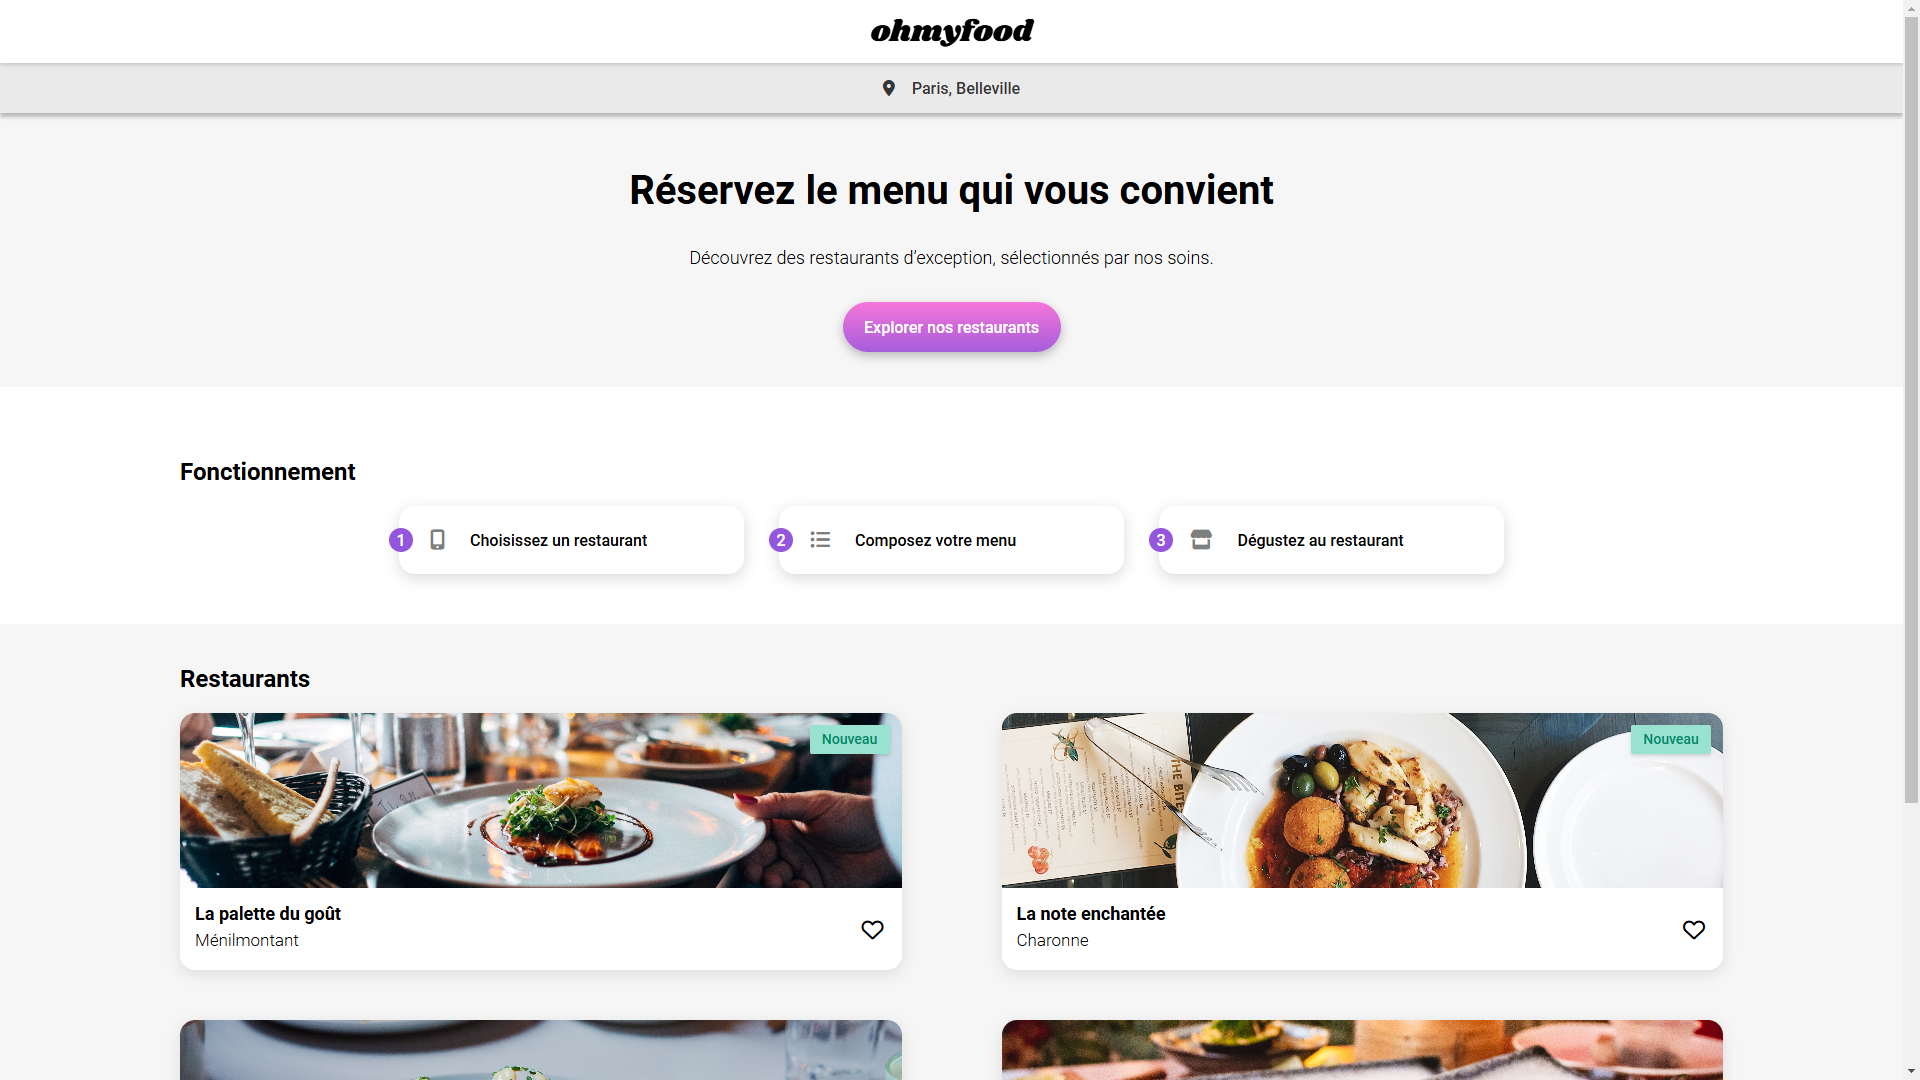 ohmyfood
Paris, Belleville
Réservez le menu qui vous convient
Découvrez des restaurants d’exception, sélectionnés par nos soins.
Explorer nos restaurants
Fonctionnement
1 Choisissez un restaurant
2 Composez votre menu
3 Dégustez au restaurant
Restaurants
Nouveau
THE BITE
Nouveau
La palette du goût
Ménilmontant
La note enchantée
Charonne